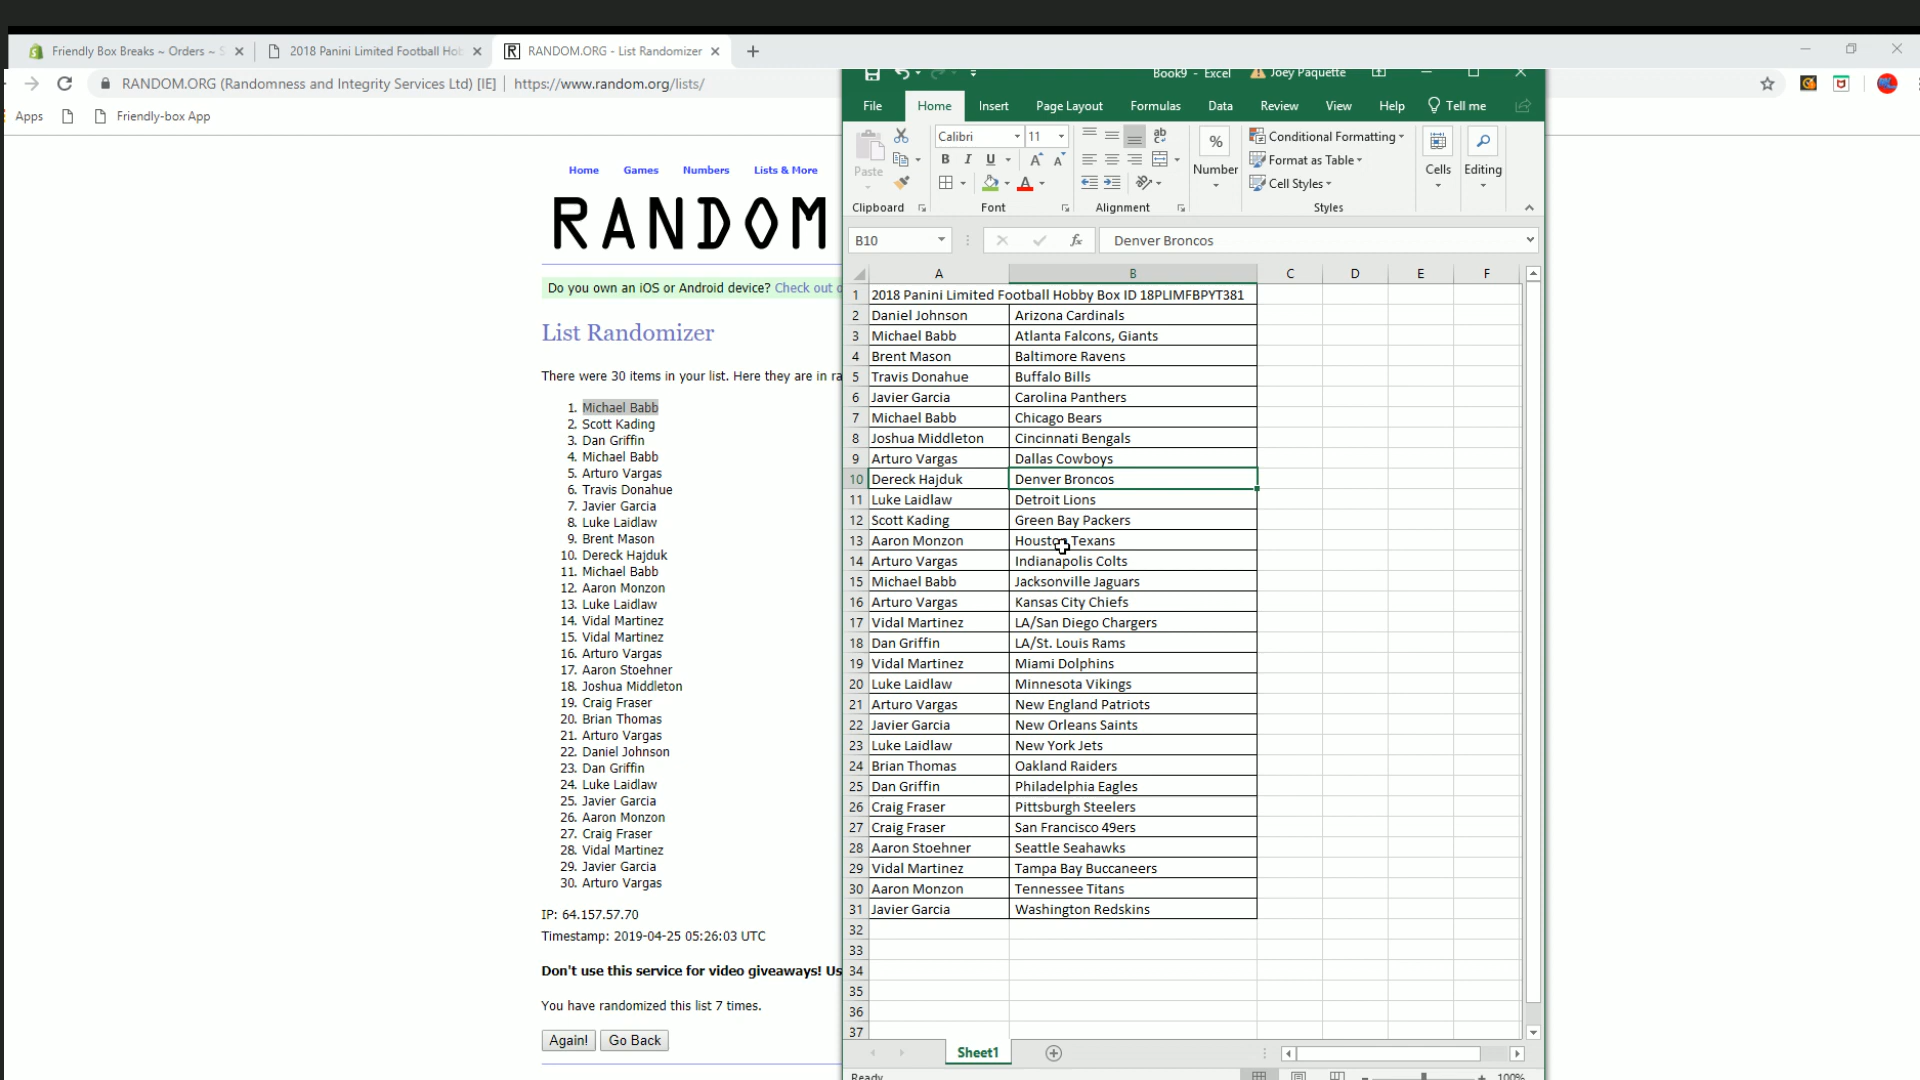 Friendly Box Breaks ~ Orders ~ S
2018 Panini Limited Football Hob
RANDOM.ORG - List Randomizer
RANDOM.ORG (Randomness and Integrity Services Ltd) [IE] https://www.random.org/lists/
Apps
Friendly-box App
Home Games Numbers Lists & More
RANDOM
Do you own an iOS or Android device? Check out
List Randomizer
There were 30 items in your list. Here they are in ra
1. Michael Babb
2. Scott Kading
3. Dan Griffin
4. Michael Babb
5. Arturo Vargas
6. Travis Donahue
7. Javier Garcia
8. Luke Laidlaw
9. Brent Mason
10. Dereck Hajduk
11. Michael Babb
12. Aaron Monzon
13. Luke Laidlaw
14. Vidal Martinez
15. Vidal Martinez
16. Arturo Vargas
17. Aaron Stoehner
18. Joshua Middleton
19. Craig Fraser
20. Brian Thomas
21. Arturo Vargas
22. Daniel Johnson
23. Dan Griffin
24. Luke Laidlaw
25. Javier Garcia
26. Aaron Monzon
27. Craig Fraser
28. Vidal Martinez
29. Javier Garcia
30. Arturo Vargas
IP: 64.157.57.70
Timestamp: 2019-04-25 05:26:03 UTC
Don't use this service for video giveaways! Us
You have randomized this list 7 times.
Again! Go Back
Book9 - Excel Joey Paquette
File Home Insert Page Layout Formulas Data Review View Help Tell me
Paste
Calibri 11
B I U
%
Number
Conditional Formatting
Format as Table
Cell Styles
Cells
Editing
Clipboard Font Alignment Styles
B10 fx Denver Broncos
A B C D E F
1 2018 Panini Limited Football Hobby Box ID 18PLIMFBPYT381
2 Daniel Johnson Arizona Cardinals
3 Michael Babb Atlanta Falcons, Giants
4 Brent Mason Baltimore Ravens
5 Travis Donahue Buffalo Bills
6 Javier Garcia Carolina Panthers
7 Michael Babb Chicago Bears
8 Joshua Middleton Cincinnati Bengals
9 Arturo Vargas Dallas Cowboys
10 Dereck Hajduk Denver Broncos
11 Luke Laidlaw Detroit Lions
12 Scott Kading Green Bay Packers
13 Aaron Monzon Houston Texans
14 Arturo Vargas Indianapolis Colts
15 Michael Babb Jacksonville Jaguars
16 Arturo Vargas Kansas City Chiefs
17 Vidal Martinez LA/San Diego Chargers
18 Dan Griffin LA/St. Louis Rams
19 Vidal Martinez Miami Dolphins
20 Luke Laidlaw Minnesota Vikings
21 Arturo Vargas New England Patriots
22 Javier Garcia New Orleans Saints
23 Luke Laidlaw New York Jets
24 Brian Thomas Oakland Raiders
25 Dan Griffin Philadelphia Eagles
26 Craig Fraser Pittsburgh Steelers
27 Craig Fraser San Francisco 49ers
28 Aaron Stoehner Seattle Seahawks
29 Vidal Martinez Tampa Bay Buccaneers
30 Aaron Monzon Tennessee Titans
31 Javier Garcia Washington Redskins
32
33
34
35
36
37
Sheet1
Ready 100%